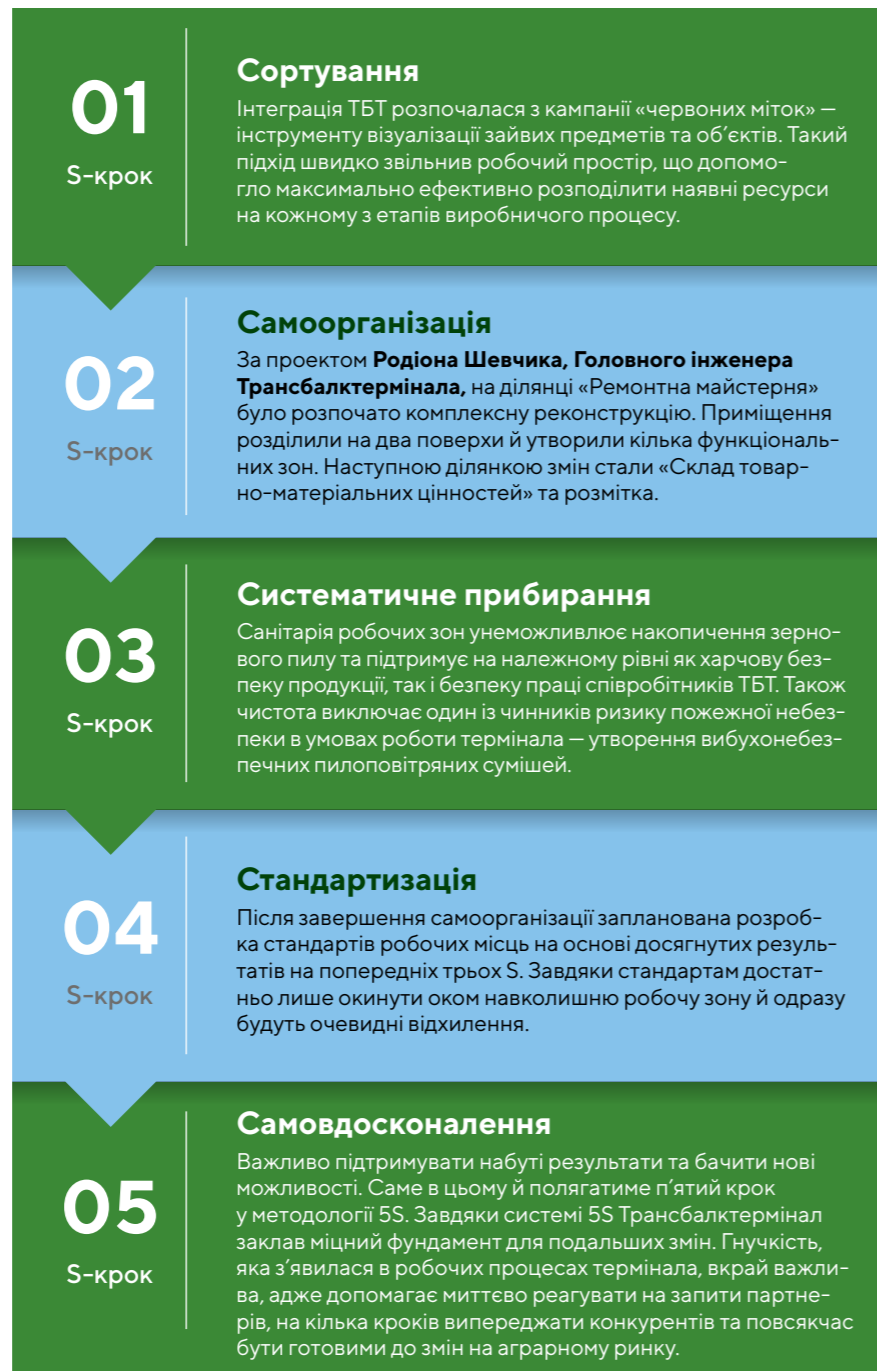 01
S-крок
Сортування
Інтеграція ТБТ розпочалася з кампанії «червоних міток» —
інструменту візуалізації зайвих предметів та об’єктів. Такий
підхід швидко звільнив робочий простір, що допомо-
гло максимально ефективно розподілити наявні ресурси
на кожному з етапів виробничого процесу.
02
S-крок
Самоорганізація
За проектом Родіона Шевчика, Головного інженера
Трансбалктермінала, на ділянці «Ремонтна майстерня»
було розпочато комплексну реконструкцію. Приміщення
розділили на два поверхи й утворили кілька функціональ-
них зон. Наступною ділянкою змін стали «Склад товар-
но-матеріальних цінностей» та розмітка.
03
S-крок
Систематичне прибирання
Санітарія робочих зон унеможливлює накопичення зерно-
вого пилу та підтримує на належному рівні як харчову без-
пеку продукції, так і безпеку праці співробітників ТБТ. Також
чистота виключає один із чинників ризику пожежної небез-
пеки в умовах роботи термінала — утворення вибухонебез-
печних пилоповітряних сумішей.
04
S-крок
Стандартизація
Після завершення самоорганізації запланована розроб-
ка стандартів робочих місць на основі досягнутих резуль-
татів на попередніх трьох S. Завдяки стандартам достат-
ньо лише окинути оком навколишню робочу зону й одразу
будуть очевидні відхилення.
05
S-крок
Самовдосконалення
Важливо підтримувати набуті результати та бачити нові
можливості. Саме в цьому й полягатиме п’ятий крок
у методології 5S. Завдяки системі 5S Трансбалктермінал
заклав міцний фундамент для подальших змін. Гнучкість,
яка з’явилася в робочих процесах термінала, вкрай важли-
ва, адже допомагає миттєво реагувати на запити партне-
рів, на кілька кроків випереджати конкурентів та повсякчас
бути готовими до змін на аграрному ринку.